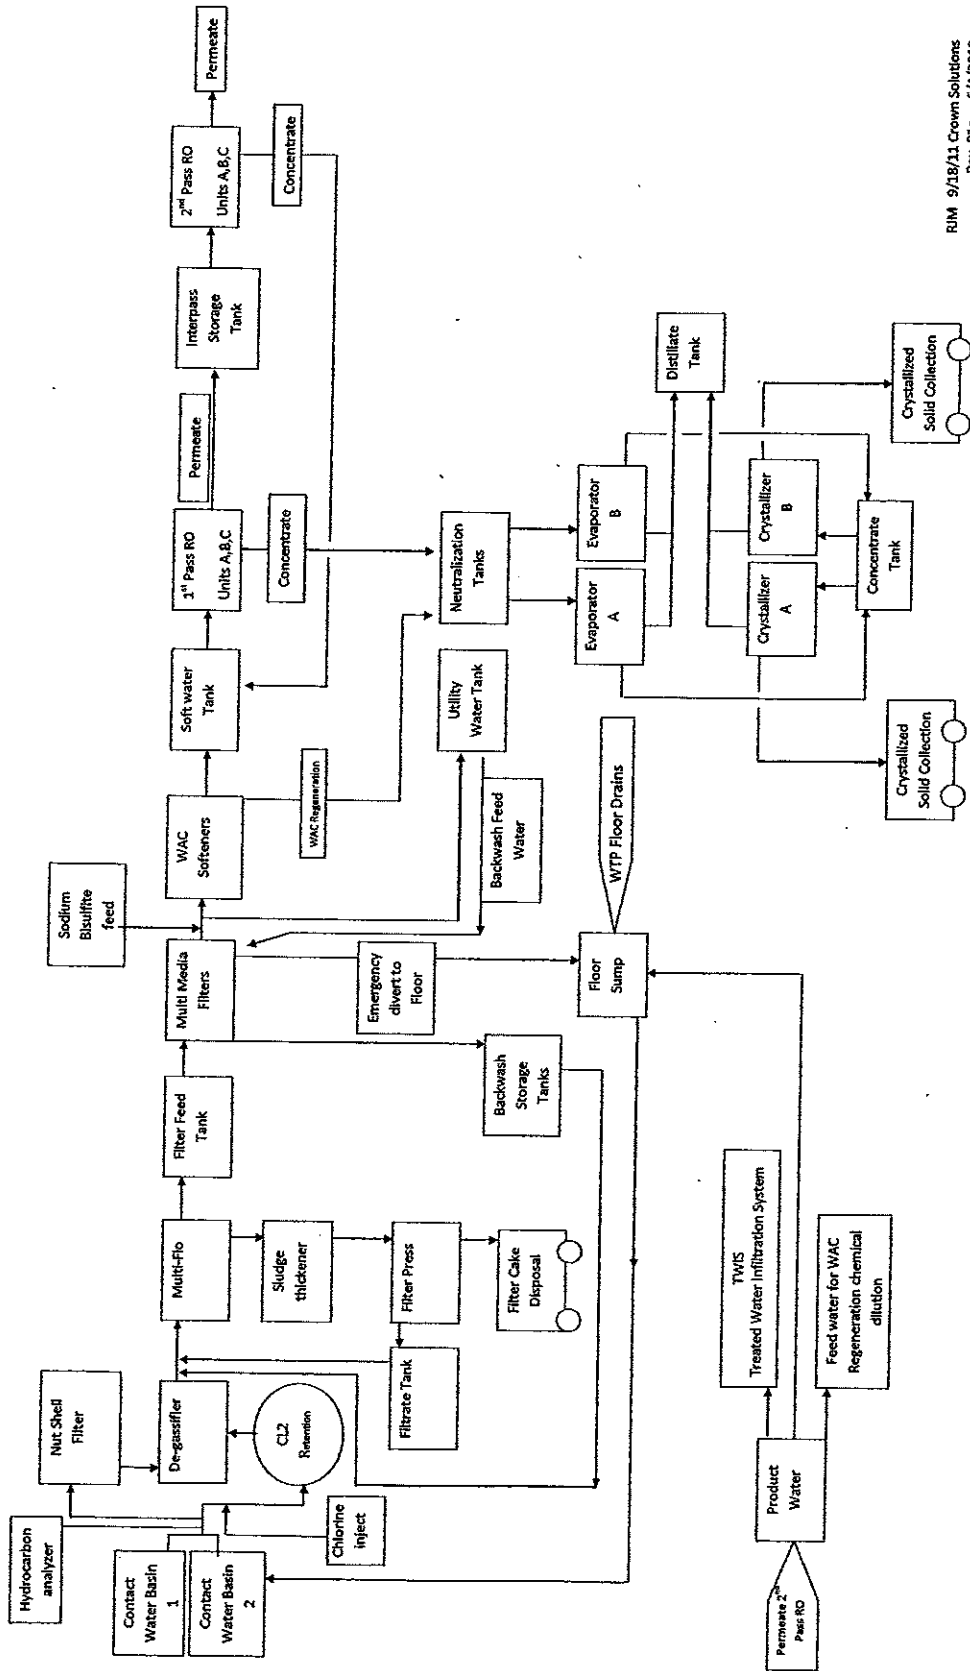 Hydrocarbon
analyzer
Nut Shell
Filter
Contact
Water Basin
1
Contact
Water Basin
2
Chlorine
inject
CL2
Retention
De-gassifier
Multi-Flo
Filter Feed
Tank
Multi Media
Filters
Sodium
Bisulfite
feed
WAC
Softeners
Soft water
Tank
1st Pass RO
Units A,B,C
Permeate
Interpass
Storage
Tank
2nd Pass RO
Units A,B,C
Permeate
Concentrate
Concentrate
WAC Regeneration
Sludge
thickener
Filter Press
Filtrate Tank
Filter Cake
Disposal
Emergency
divert to
Floor
Backwash
Storage
Tanks
Backwash Feed
Water
Utility
Water Tank
Neutralization
Tanks
Floor
Sump
WTP Floor Drains
Evaporator
A
Evaporator
B
Distillate
Tank
Crystallizer
A
Crystallizer
B
Concentrate
Tank
Crystallized
Solid Collection
Crystallized
Solid Collection
Permeate 2nd
Pass RO
Product
Water
TWIS
Treated Water Infiltration System
Feed water for WAC
Regeneration chemical
dilution
RJM 9/18/11 Crown Solutions